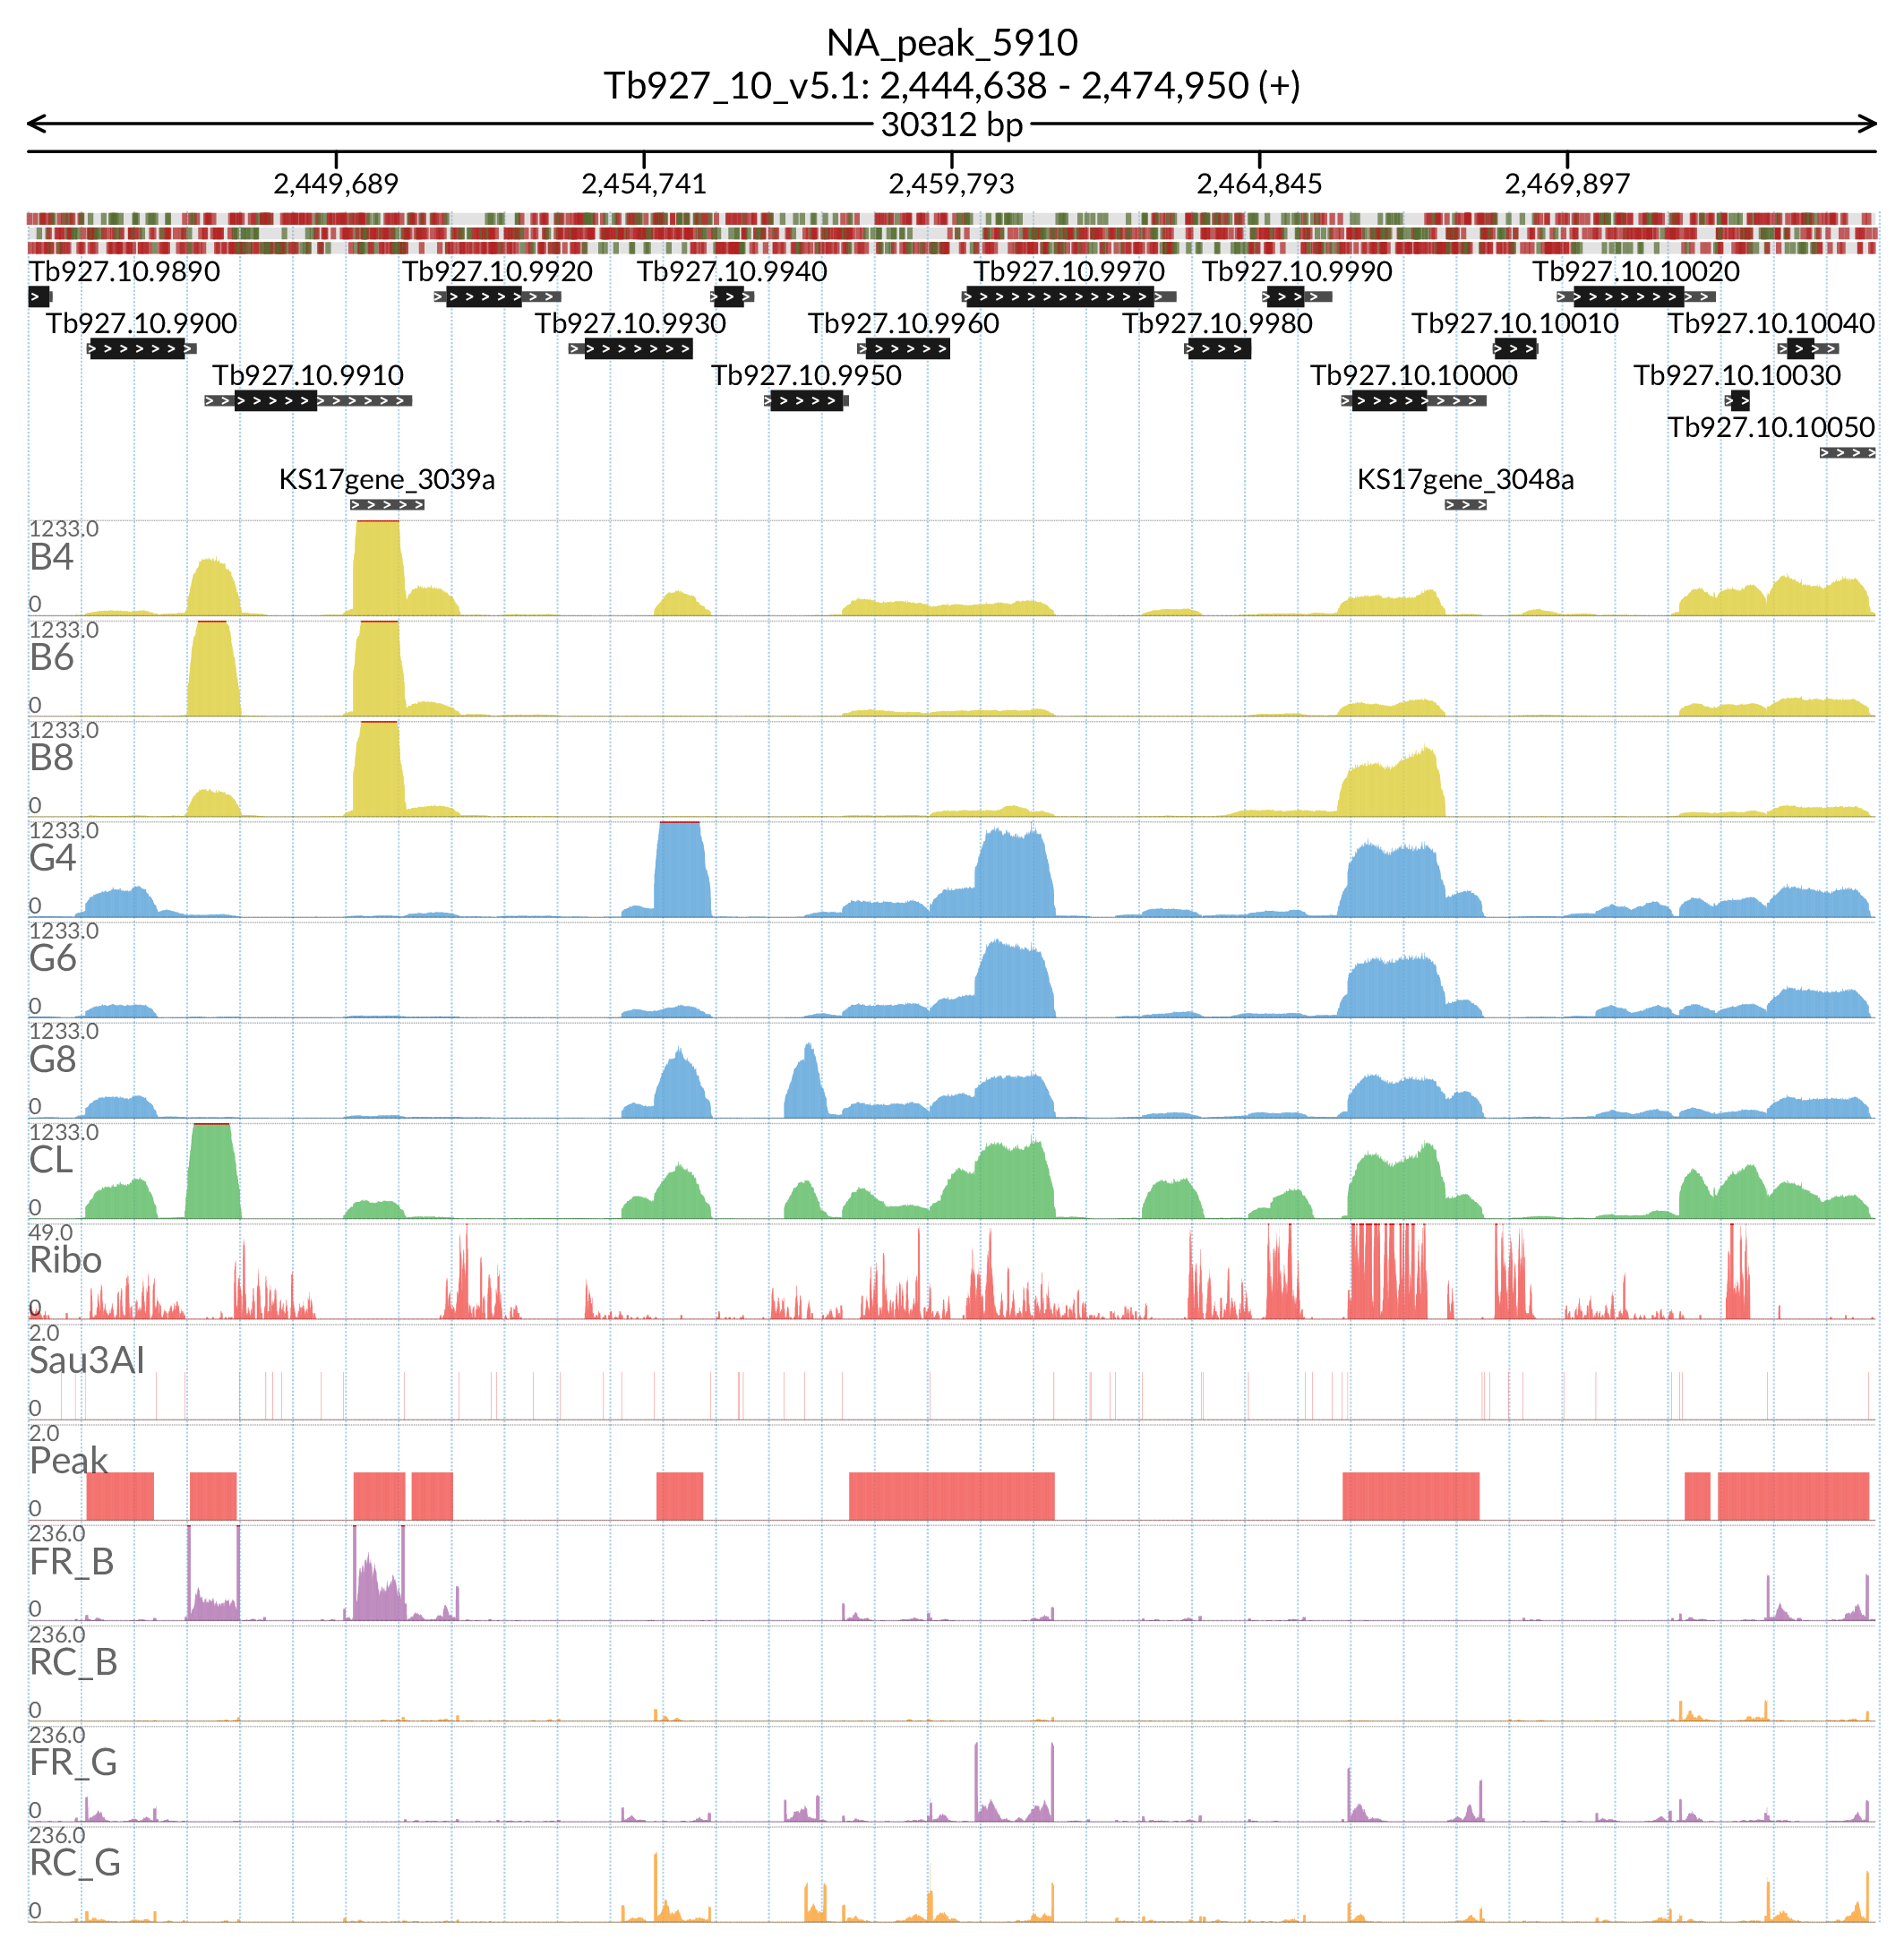 NA_peak_5910
Tb927_10_v5.1: 2,444,638 - 2,474,950 (+)
30312 bp
2,449,689 2,454,741 2,459,793 2,464,845 2,469,897
Tb927.10.9890 Tb927.10.9920 Tb927.10.9940 Tb927.10.9970 Tb927.10.9990 Tb927.10.10020
Tb927.10.9900 Tb927.10.9930 Tb927.10.9960 Tb927.10.9980 Tb927.10.10010 Tb927.10.10040
Tb927.10.9910 Tb927.10.9950 Tb927.10.10000 Tb927.10.10030
Tb927.10.10050
KS17gene_3039a KS17gene_3048a
1233.0
B4
0
1233.0
B6
0
1233.0
B8
0
1233.0
G4
0
1233.0
G6
0
1233.0
G8
0
1233.0
CL
0
49.0
Ribo
0
2.0
Sau3AI
0
2.0
Peak
0
236.0
FR_B
0
236.0
RC_B
0
236.0
FR_G
0
236.0
RC_G
0